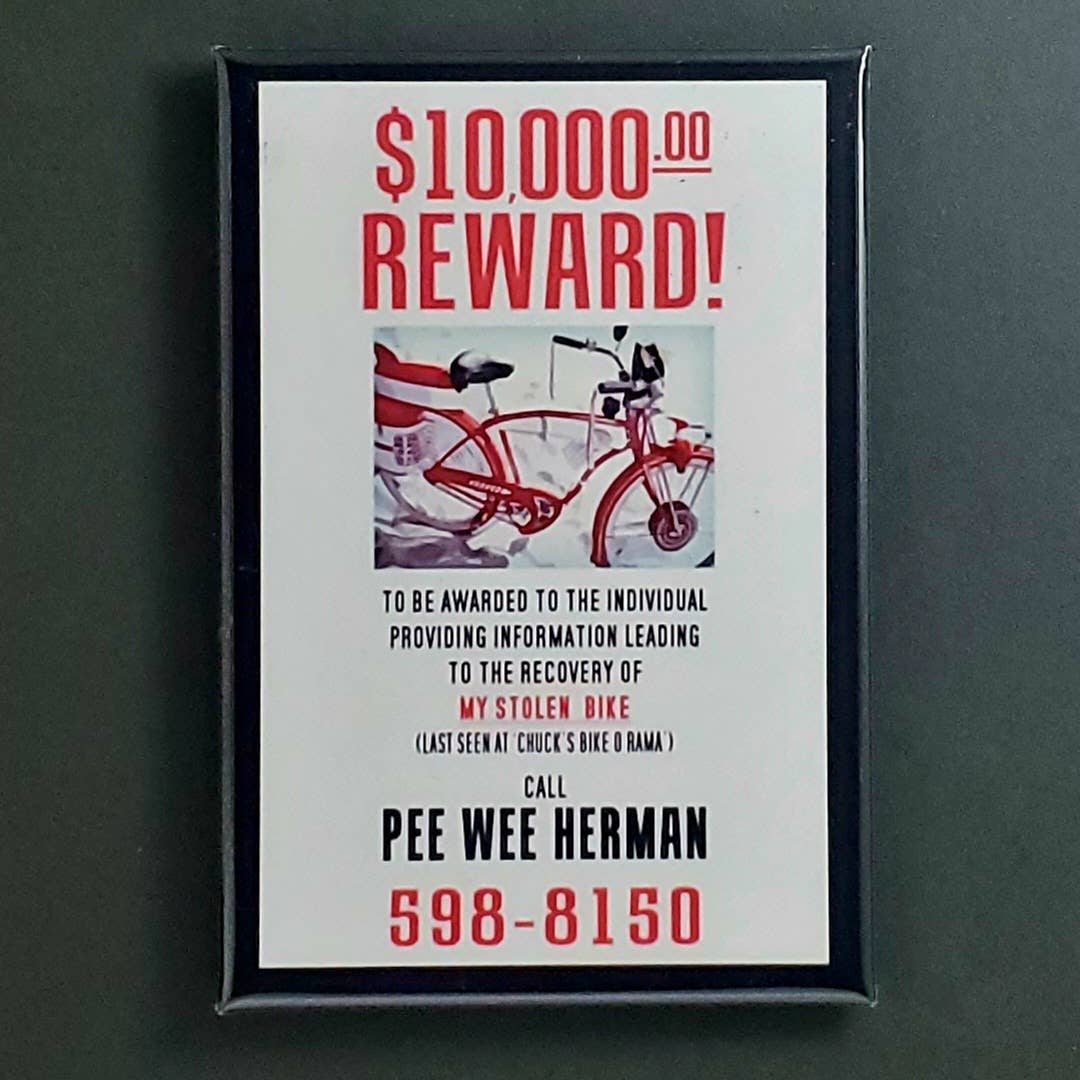 $10,000.00
REWARD!
TO BE AWARDED TO THE INDIVIDUAL
PROVIDING INFORMATION LEADING
TO THE RECOVERY OF
MY STOLEN BIKE
(LAST SEEN AT 'CHUCK'S BIKE O RAMA')
CALL
PEE WEE HERMAN
598-8150